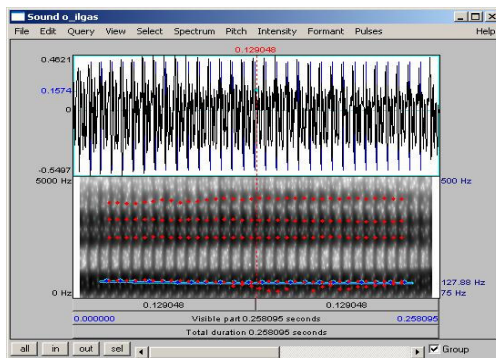 Sound o_ilgas
File Edit Query View Select Spectrum Pitch Intensity Formant Pulses Help
0.129048
0.4621
0.1574
0
-0.5497
5000 Hz
500 Hz
127.88 Hz
0 Hz
75 Hz
0.129048 0.129048
0.000000 Visible part 0.258095 seconds 0.258095
Total duration 0.258095 seconds
all in out sel Group